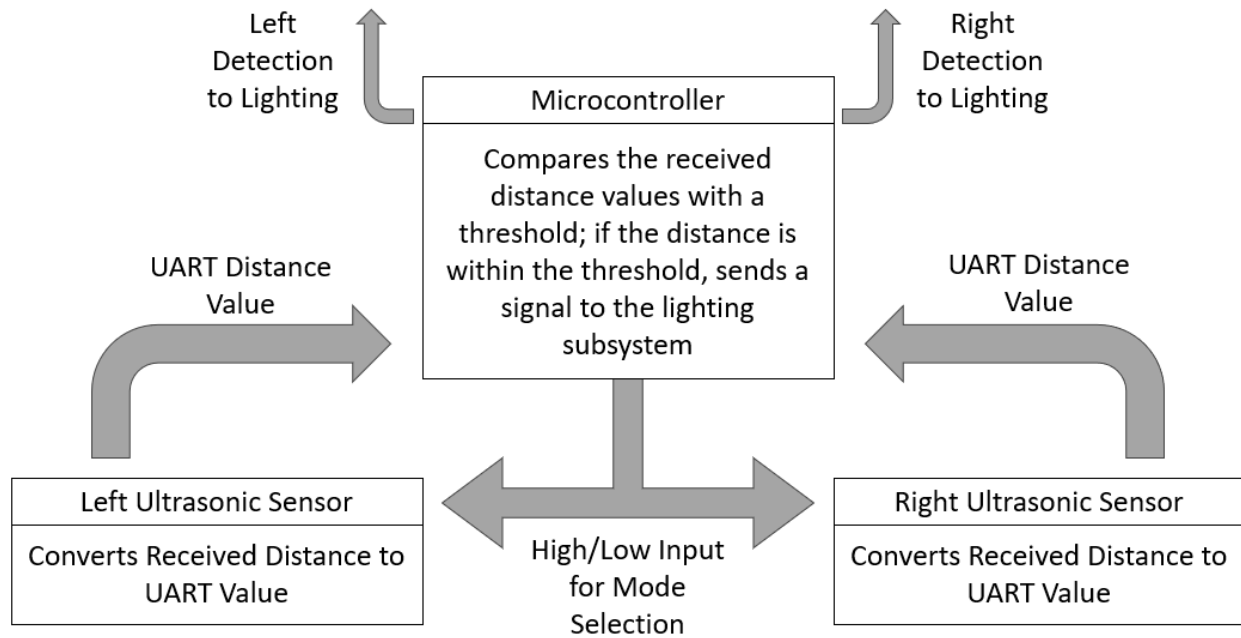 Left
Detection
to Lighting
Right
Detection
to Lighting
Microcontroller
Compares the received
distance values with a
threshold; if the distance is
within the threshold, sends a
signal to the lighting
subsystem
UART Distance
Value
UART Distance
Value
Left Ultrasonic Sensor
Converts Received Distance to
UART Value
High/Low Input
for Mode
Selection
Right Ultrasonic Sensor
Converts Received Distance to
UART Value